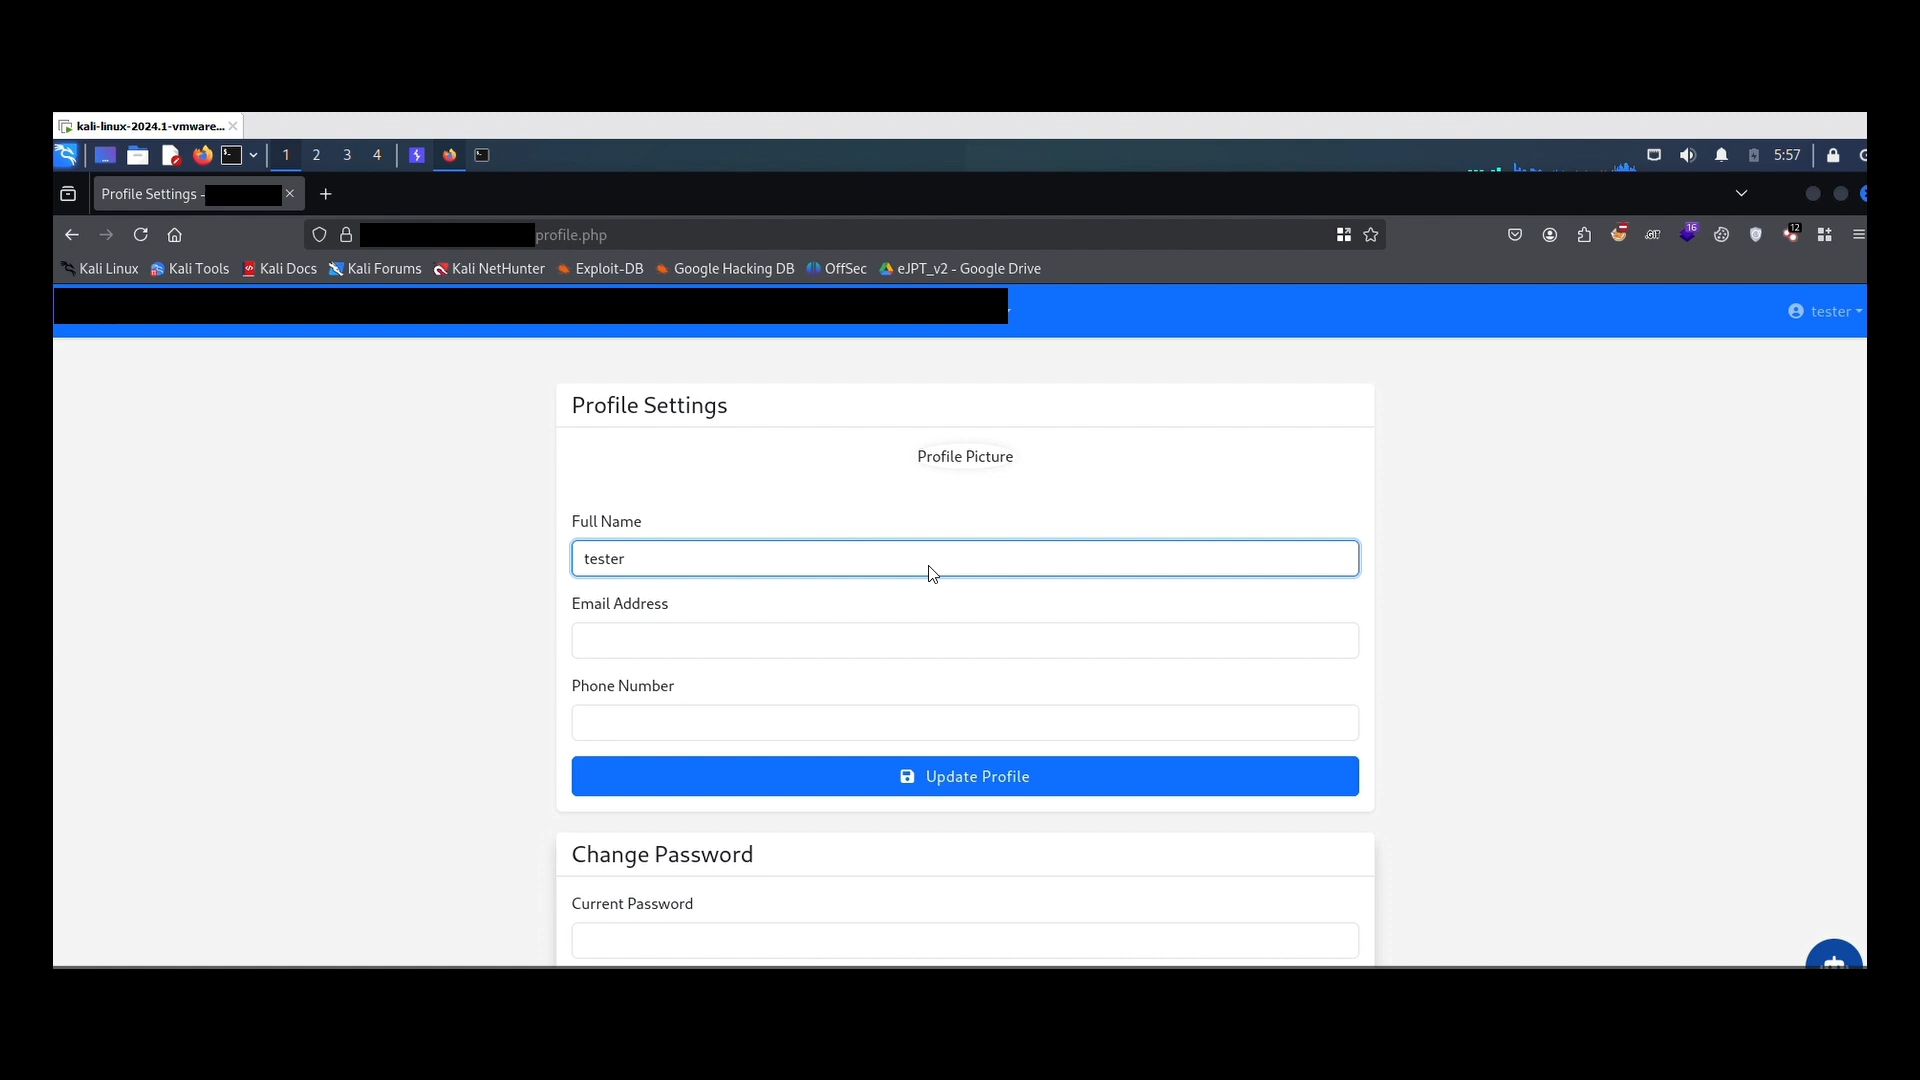 kali-linux-2024.1-vmware...
1 2 3 4
5:57
Profile Settings -
profile.php
16
12
Kali Linux Kali Tools Kali Docs Kali Forums Kali NetHunter Exploit-DB Google Hacking DB OffSec eJPT_v2 - Google Drive
tester
Profile Settings
Profile Picture
Full Name
tester
Email Address
Phone Number
Update Profile
Change Password
Current Password